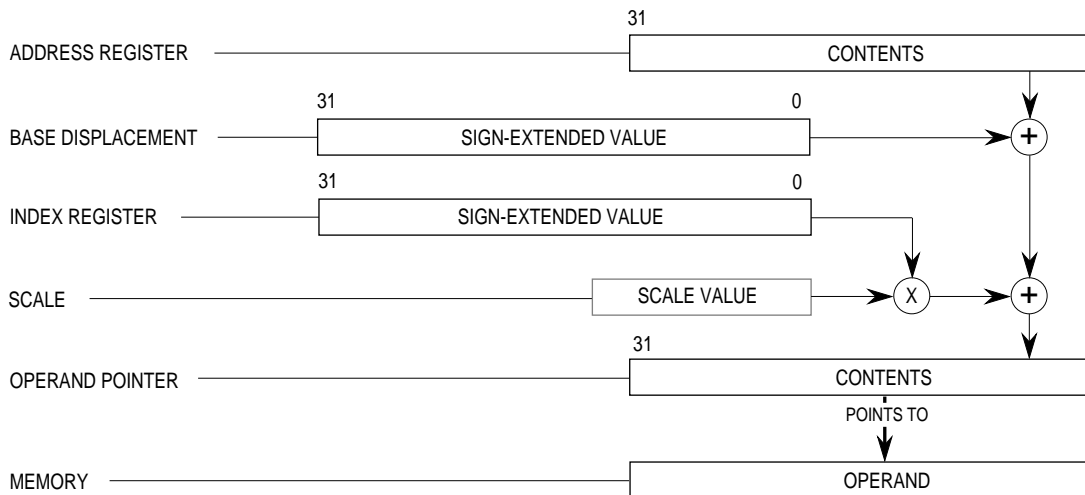 31
ADDRESS REGISTER CONTENTS
31 0
BASE DISPLACEMENT SIGN-EXTENDED VALUE +
31 0
INDEX REGISTER SIGN-EXTENDED VALUE
SCALE SCALE VALUE X +
31
OPERAND POINTER CONTENTS
POINTS TO
MEMORY OPERAND